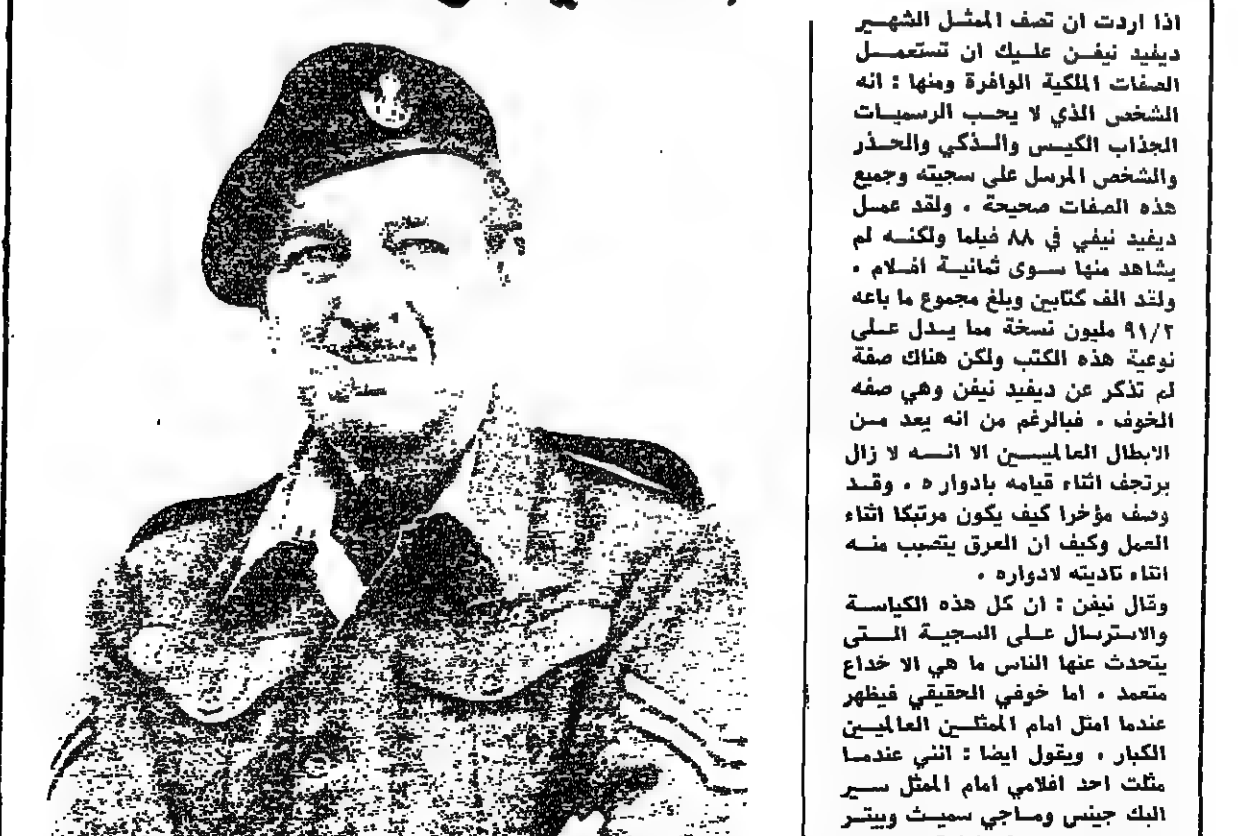 اذا اردت ان تصف الممثل الشهير
ديفيد نيفن عليك ان تستعمل
الصفات الملكية الوافرة ومنها : انه
الشخص الذي لا يحب الرسميات
الجذاب الكيس والذكي والحذر
والشخص المرسل على سجيته وجميع
هذه الصفات صحيحة . ولقد عمل
ديفيد نيفي في ٨٨ فيلما ولكنه لم
يشاهد منها سوى ثمانية افلام .
ولقد الف كتابين وبلغ مجموع ما باعه
٩١/٢ مليون نسخة مما يدل على
نوعية هذه الكتب ولكن هناك صفة
لم تذكر عن ديفيد نيفن وهي صفه
الخوف . فبالرغم من انه يعد من
الابطال العالميين الا انه لا زال
يرتجف اثناء قيامه بادوار ه . وقد
وصف مؤخرا كيف يكون مرتبكا اثناء
العمل وكيف ان العرق يتصبب منه
اثناء تاديته لادواره .
وقال نيفن : ان كل هذه الكياسة
والاسترسال على السجية التي
يتحدث عنها الناس ما هي الا خداع
متعمد . اما خوفي الحقيقي فيظهر
عندما امثل امام الممثلين العالميين
الكبار . ويقول ايضا : انني عندما
مثلت احد افلامي امام الممثل سير
اليك جينس وماجي سميث وبيتر